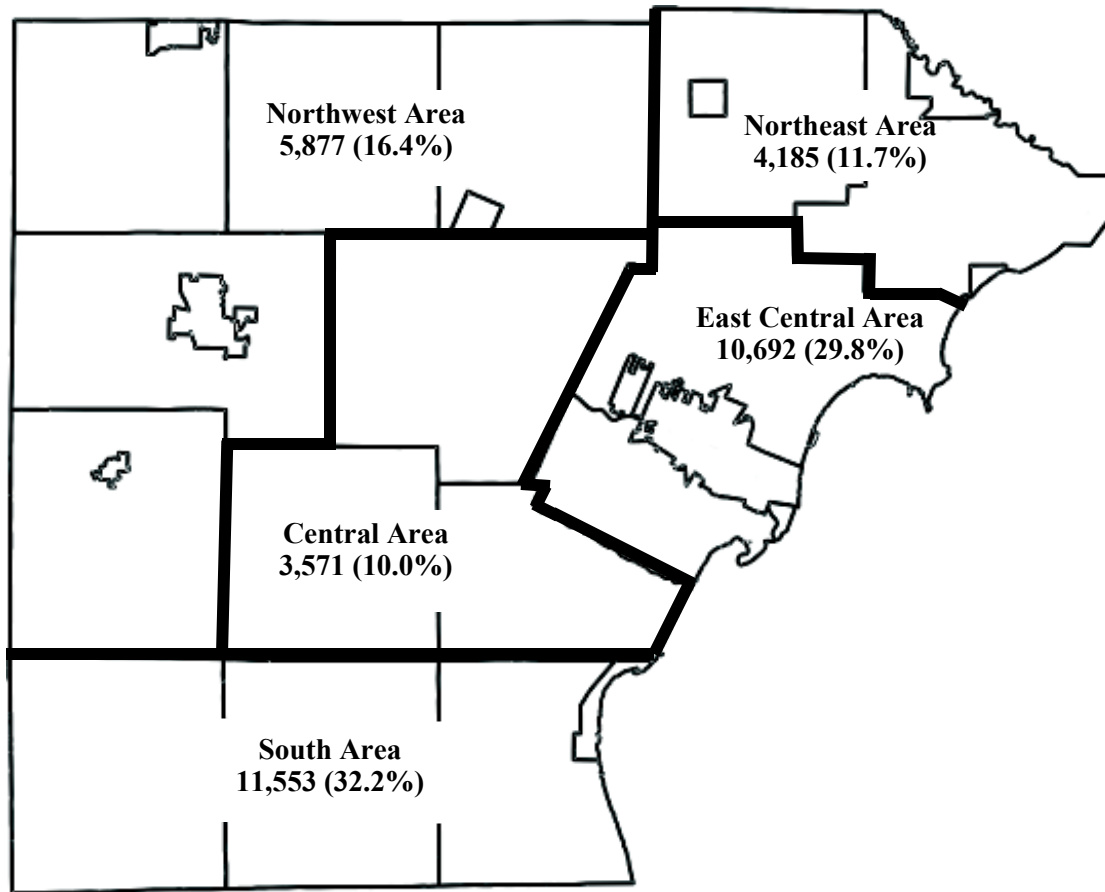 Northwest Area
5,877 (16.4%)
Northeast Area
4,185 (11.7%)
East Central Area
10,692 (29.8%)
Central Area
3,571 (10.0%)
South Area
11,553 (32.2%)